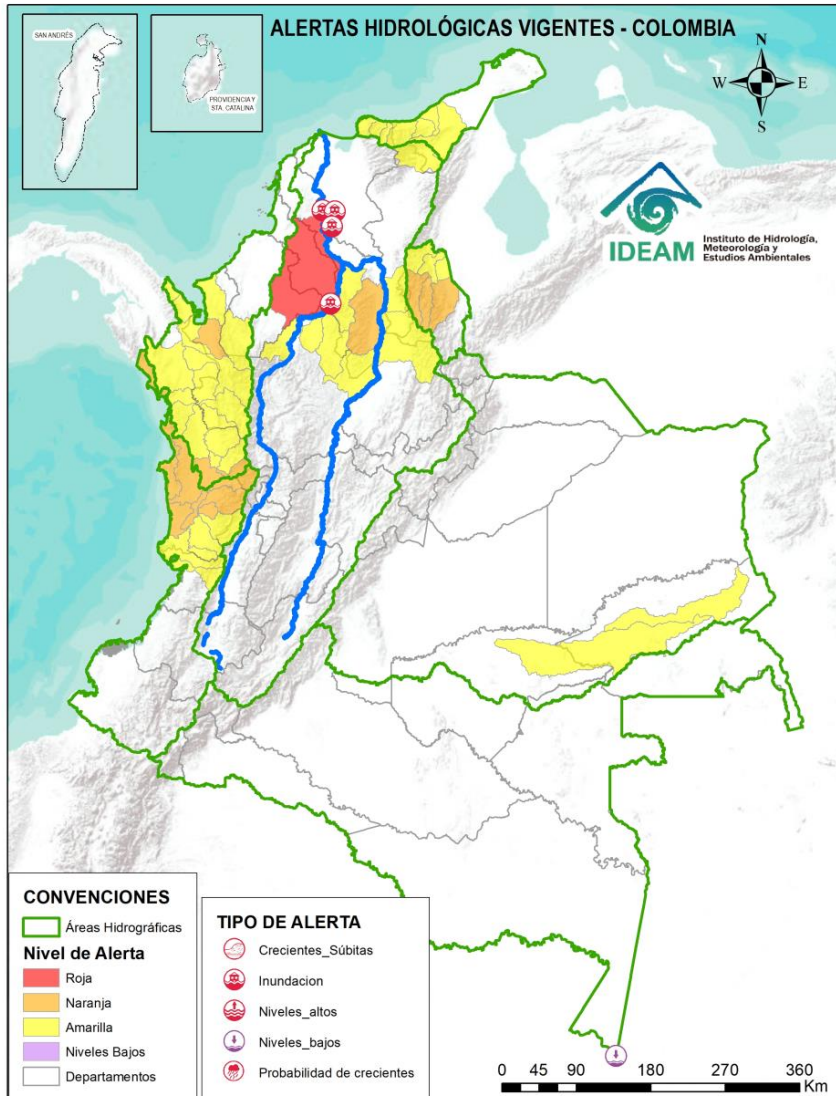 ALERTAS HIDROLÓGICAS VIGENTES - COLOMBIA
SAN ANDRÉS
PROVIDENCIA Y
STA. CATALINA
N
W
E
S
IDEAM
Instituto de Hidrología,
Meteorología y
Estudios Ambientales
CONVENCIONES
Áreas Hidrográficas
Nivel de Alerta
Roja
Naranja
Amarilla
Niveles Bajos
Departamentos
TIPO DE ALERTA
Crecientes_Súbitas
Inundacion
Niveles_altos
Niveles_bajos
Probabilidad de crecientes
0 45 90 180 270 360
Km